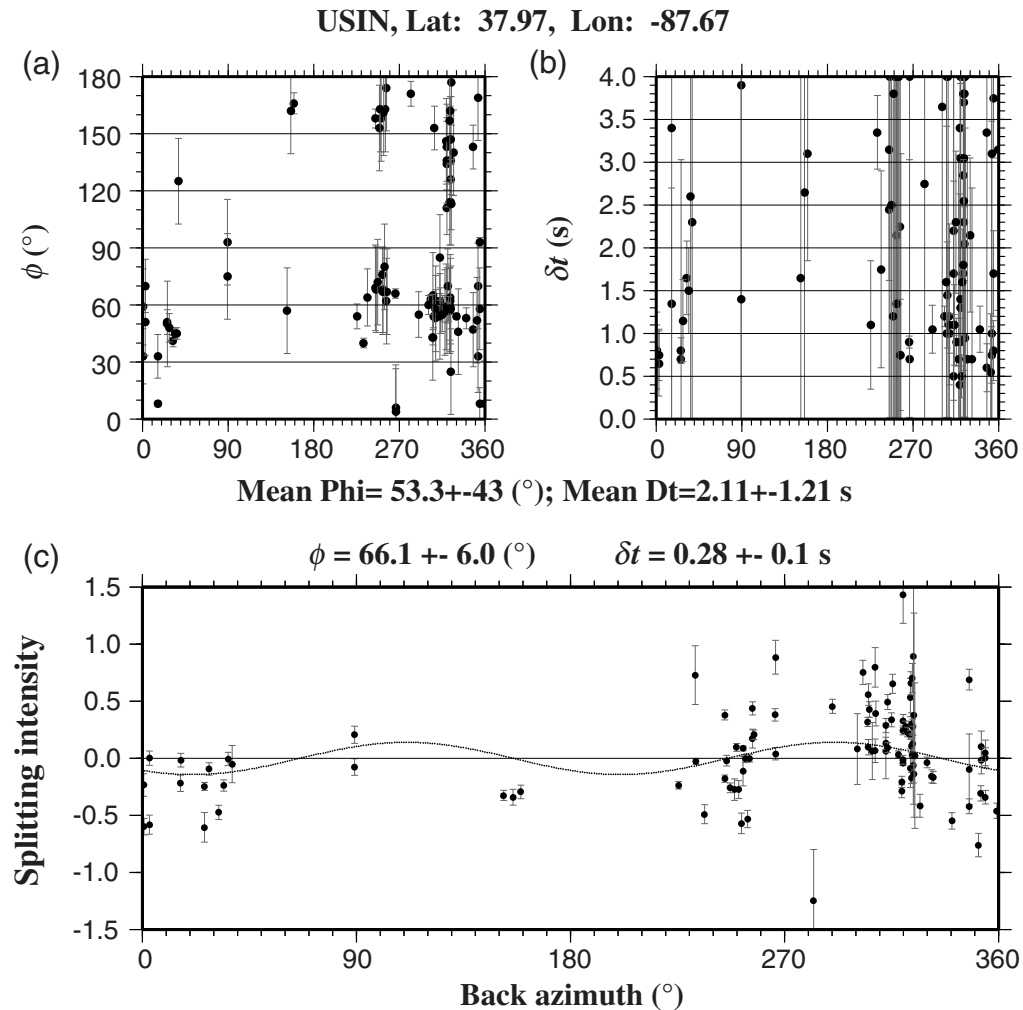 USIN, Lat: 37.97, Lon: -87.67
(a)
(b)
180
150
120
90
60
30
0
ϕ (°)
0 90 180 270 360
4.0
3.5
3.0
2.5
2.0
1.5
1.0
0.5
0.0
δt (s)
0 90 180 270 360
Mean Phi= 53.3+-43 (°); Mean Dt=2.11+-1.21 s
(c)
ϕ = 66.1 +- 6.0 (°) δt = 0.28 +- 0.1 s
1.5
1.0
0.5
0.0
-0.5
-1.0
-1.5
Splitting intensity
0 90 180 270 360
Back azimuth (°)